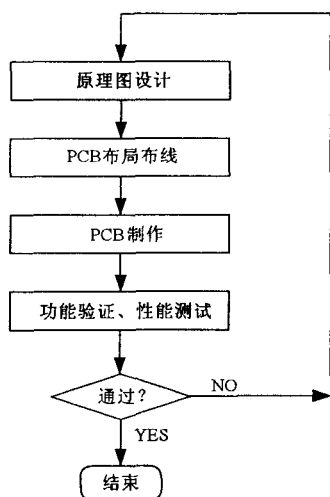 原理图设计
PCB布局布线
PCB制作
功能验证、性能测试
通过?
NO
YES
结束